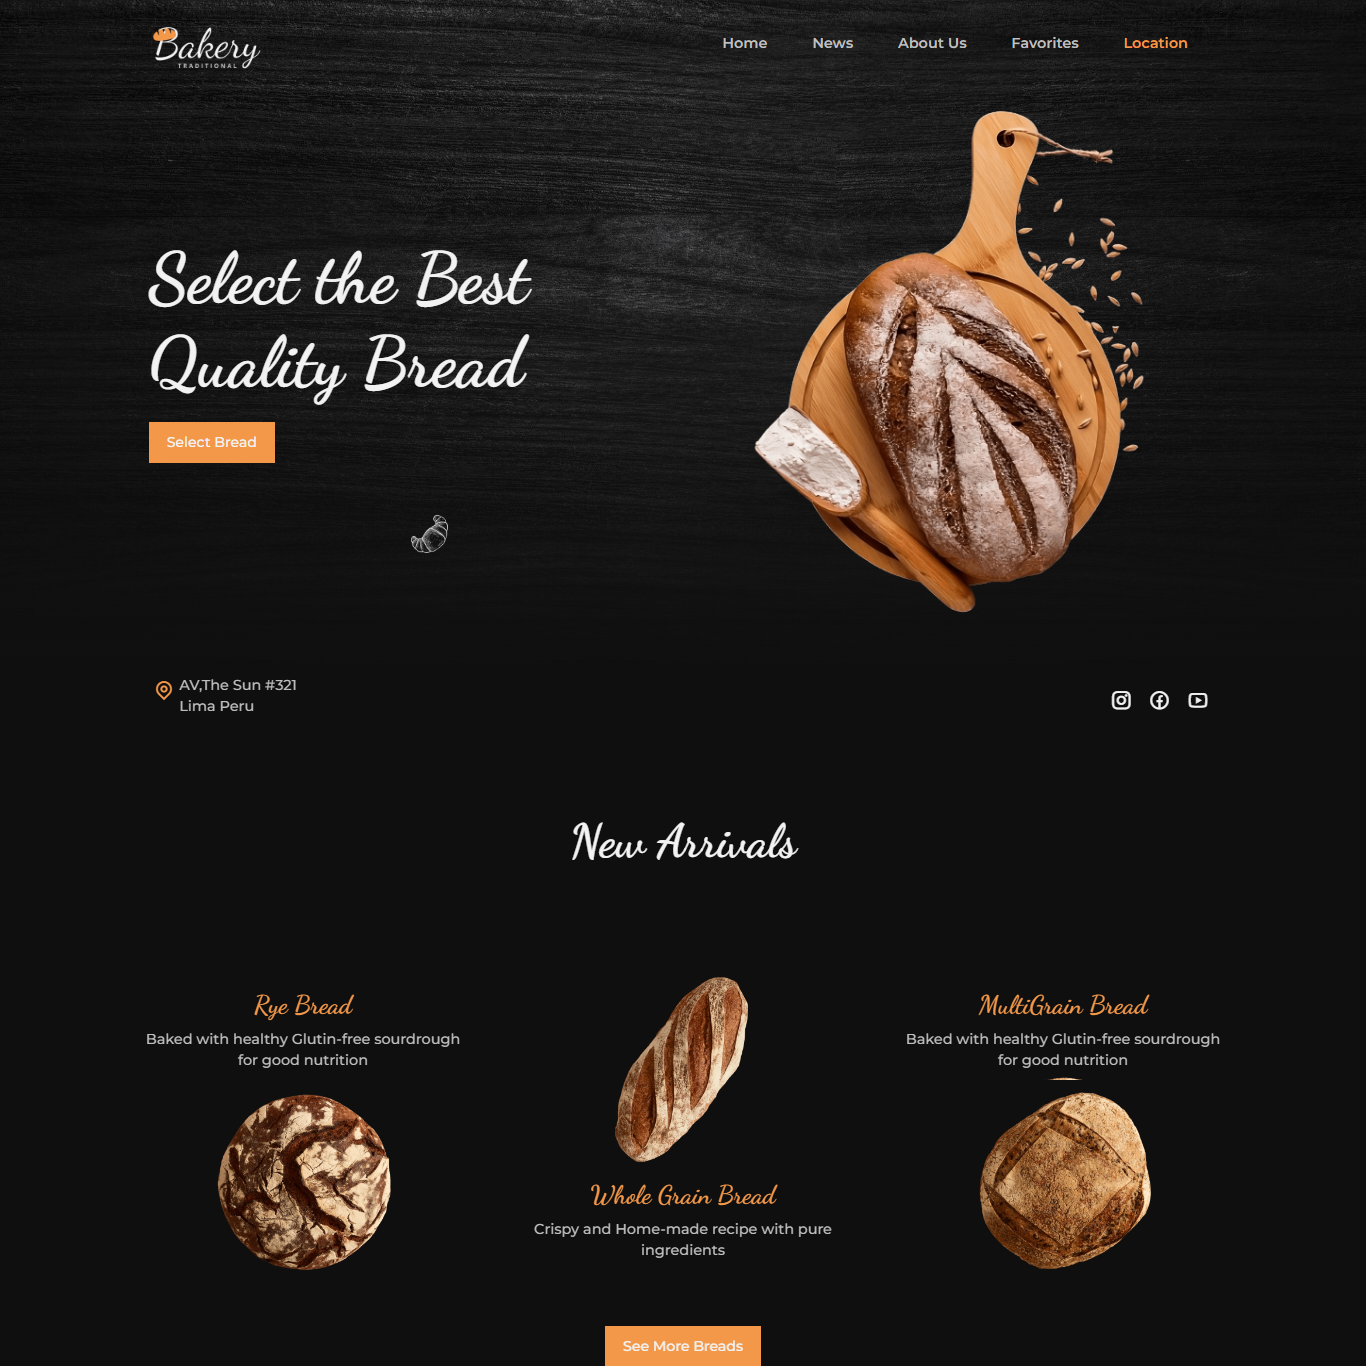 Bakery
TRADITIONAL
Home
News
About Us
Favorites
Location
Select the Best
Quality Bread
Select Bread
AV,The Sun #321
Lima Peru
New Arrivals
Rye Bread
Baked with healthy Glutin-free sourdrough
for good nutrition
Whole Grain Bread
Crispy and Home-made recipe with pure
ingredients
MultiGrain Bread
Baked with healthy Glutin-free sourdrough
for good nutrition
See More Breads